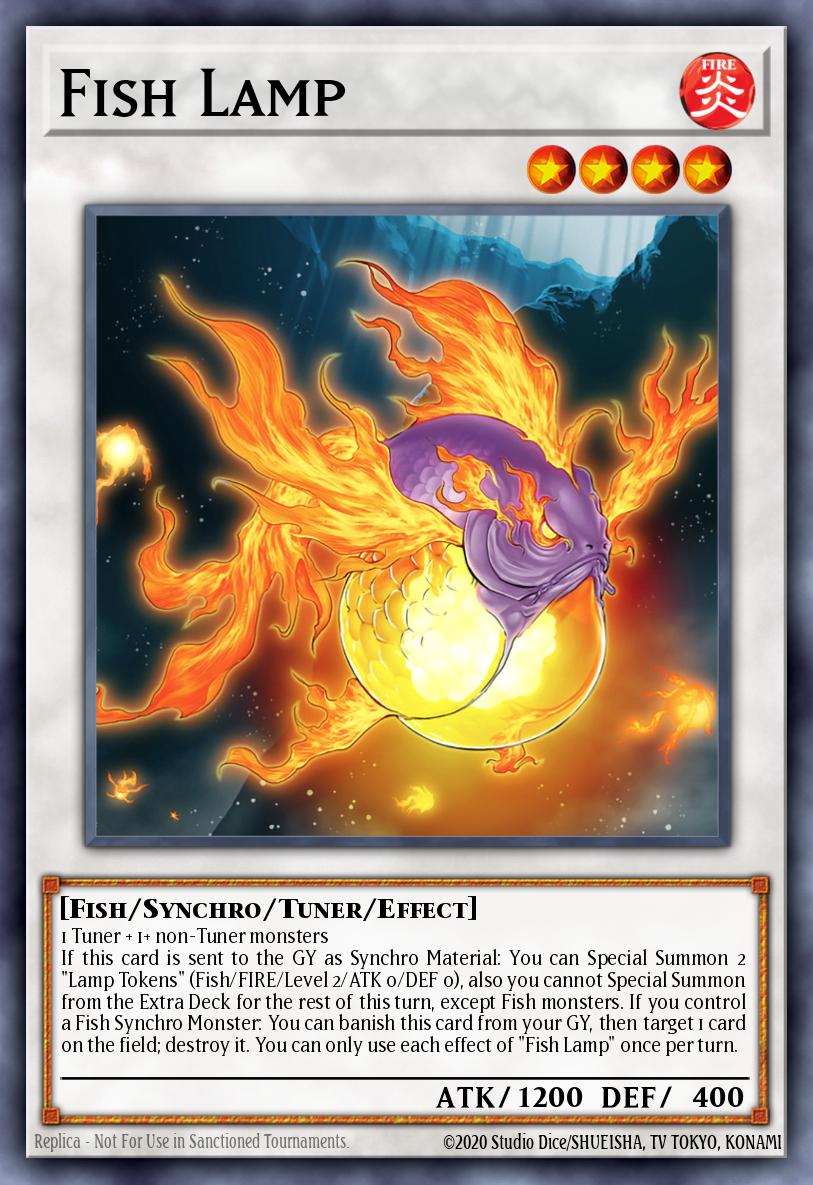 Fish Lamp
FIRE
炎
[Fish/Synchro/Tuner/Effect]
1 Tuner + 1+ non-Tuner monsters
If this card is sent to the GY as Synchro Material: You can Special Summon 2
"Lamp Tokens" (Fish/FIRE/Level 2/ATK 0/DEF 0), also you cannot Special Summon
from the Extra Deck for the rest of this turn, except Fish monsters. If you control
a Fish Synchro Monster: You can banish this card from your GY, then target 1 card
on the field; destroy it. You can only use each effect of "Fish Lamp" once per turn.
ATK/ 1200 DEF/ 400
Replica - Not For Use in Sanctioned Tournaments.
©2020 Studio Dice/SHUEISHA, TV TOKYO, KONAMI